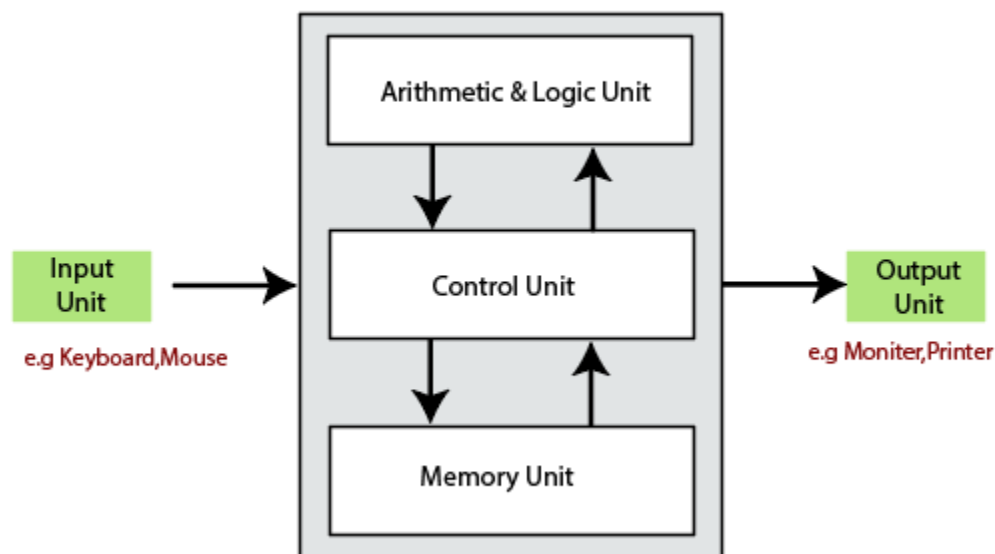 Arithmetic & Logic Unit
Input
Unit
e.g Keyboard,Mouse
Control Unit
Output
Unit
e.g Moniter,Printer
Memory Unit